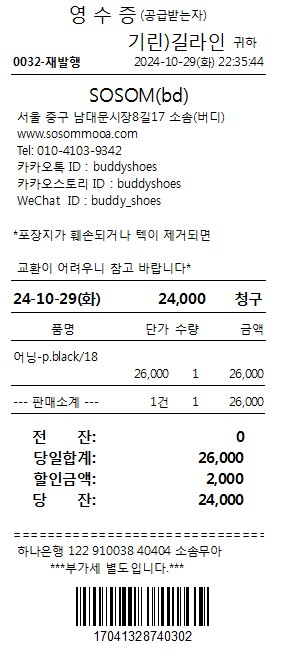 영 수 증 (공급받는자)
기린)길라인 귀하
0032-재발행 2024-10-29(화) 22:35:44
SOSOM(bd)
서울 중구 남대문시장8길17 소솜(버디)
www.sosommooa.com
Tel: 010-4103-9342
카카오톡 ID : buddyshoes
카카오스토리 ID : buddyshoes
WeChat ID : buddy_shoes
*포장지가 훼손되거나 텍이 제거되면
교환이 어려우니 참고 바랍니다*
24-10-29(화) 24,000 청구
품명 단가 수량 금액
어닝-p.black/18
26,000 1 26,000
--- 판매소계 --- 1건 1 26,000
전 잔: 0
당일합계: 26,000
할인금액: 2,000
당 잔: 24,000
==============================
하나은행 122 910038 40404 소솜무아
***부가세 별도입니다.***
17041328740302